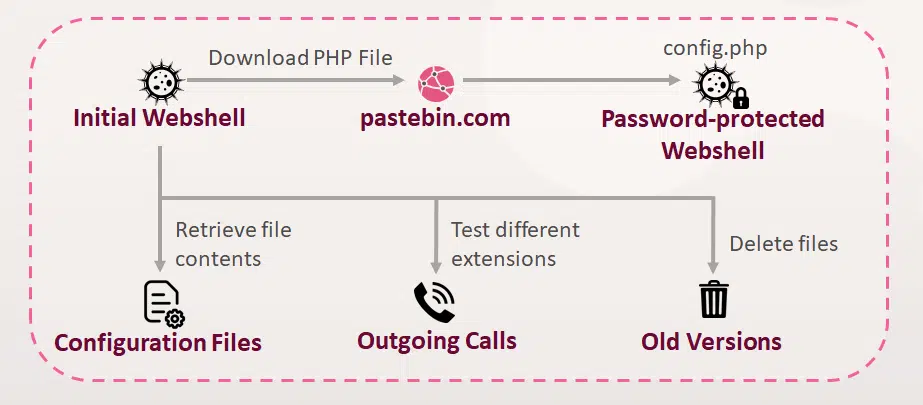 Download PHP File
config.php
Initial Webshell
pastebin.com
Password-protected
Webshell
Retrieve file
contents
Test different
extensions
Delete files
Configuration Files
Outgoing Calls
Old Versions